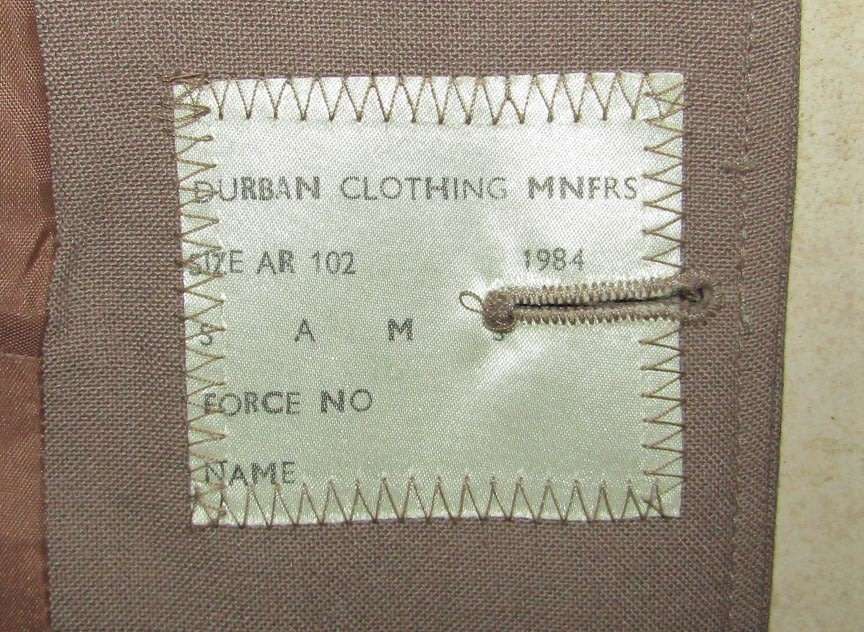 DURBAN CLOTHING MNFRS
SIZE AR 102 1984
S A M S
FORCE NO
NAME